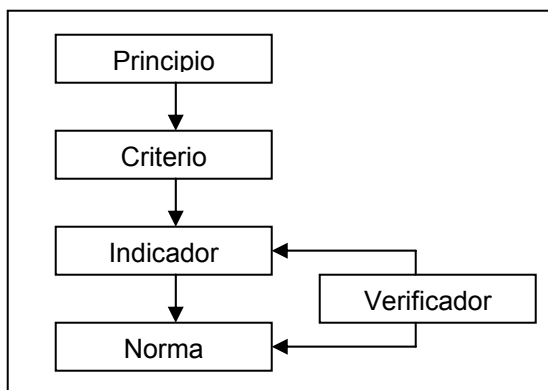 Principio
Criterio
Indicador
Verificador
Norma